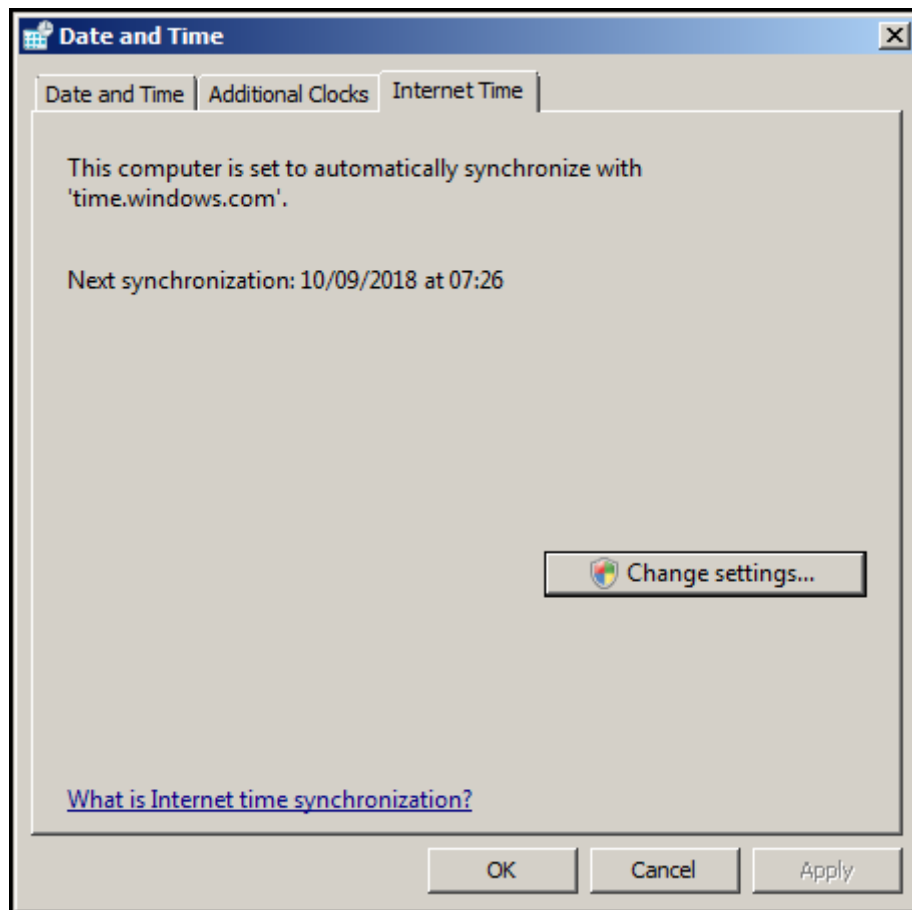 Date and Time
Date and Time Additional Clocks Internet Time
This computer is set to automatically synchronize with
'time.windows.com'.
Next synchronization: 10/09/2018 at 07:26
Change settings...
What is Internet time synchronization?
OK Cancel Apply